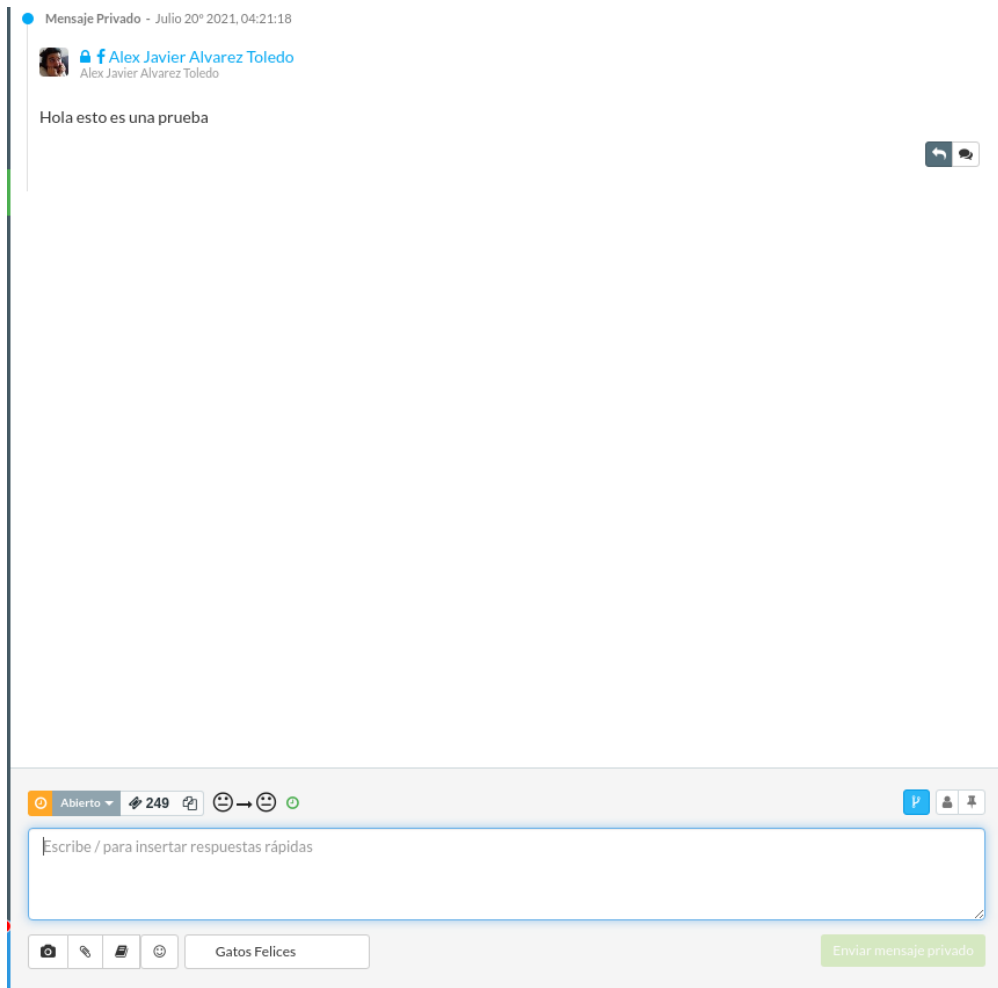 Mensaje Privado - Julio 20º 2021, 04:21:18
Alex Javier Alvarez Toledo
Alex Javier Alvarez Toledo
Hola esto es una prueba
Abierto 249
Escribe / para insertar respuestas rápidas
Gatos Felices
Enviar mensaje privado